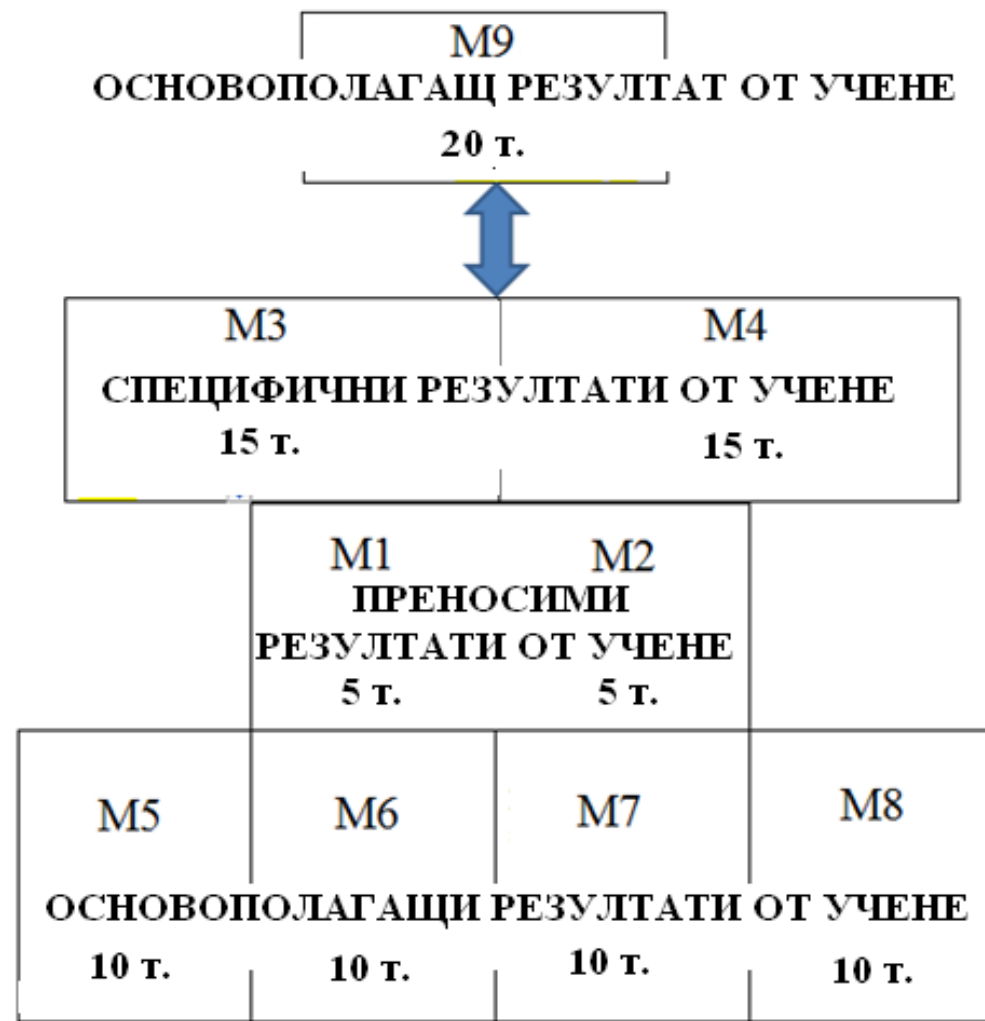 М9
ОСНОВОПОЛАГАЩ РЕЗУЛТАТ ОТ УЧЕНЕ
20 т.
М3 М4
СПЕЦИФИЧНИ РЕЗУЛТАТИ ОТ УЧЕНЕ
15 т. 15 т.
М1 М2
ПРЕНОСИМИ
РЕЗУЛТАТИ ОТ УЧЕНЕ
5 т. 5 т.
М5 М6 М7 М8
ОСНОВОПОЛАГАЩИ РЕЗУЛТАТИ ОТ УЧЕНЕ
10 т. 10 т. 10 т. 10 т.